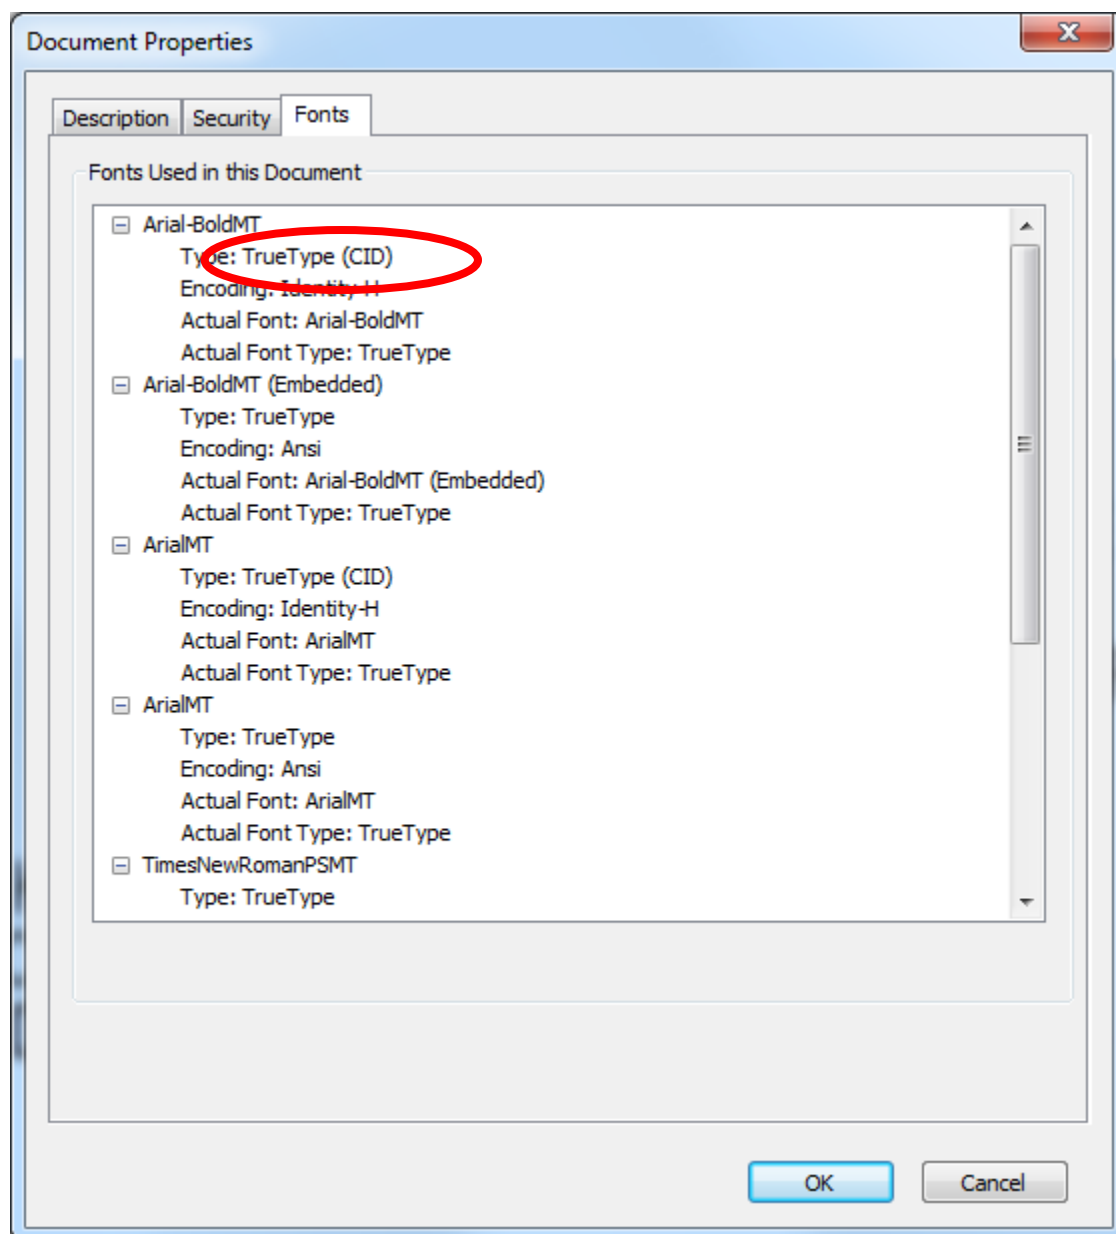 Document Properties
Description Security Fonts
Fonts Used in this Document
Arial-BoldMT
Type: TrueType (CID)
Encoding: Identity-H
Actual Font: Arial-BoldMT
Actual Font Type: TrueType
Arial-BoldMT (Embedded)
Type: TrueType
Encoding: Ansi
Actual Font: Arial-BoldMT (Embedded)
Actual Font Type: TrueType
ArialMT
Type: TrueType (CID)
Encoding: Identity-H
Actual Font: ArialMT
Actual Font Type: TrueType
ArialMT
Type: TrueType
Encoding: Ansi
Actual Font: ArialMT
Actual Font Type: TrueType
TimesNewRomanPSMT
Type: TrueType
OK Cancel